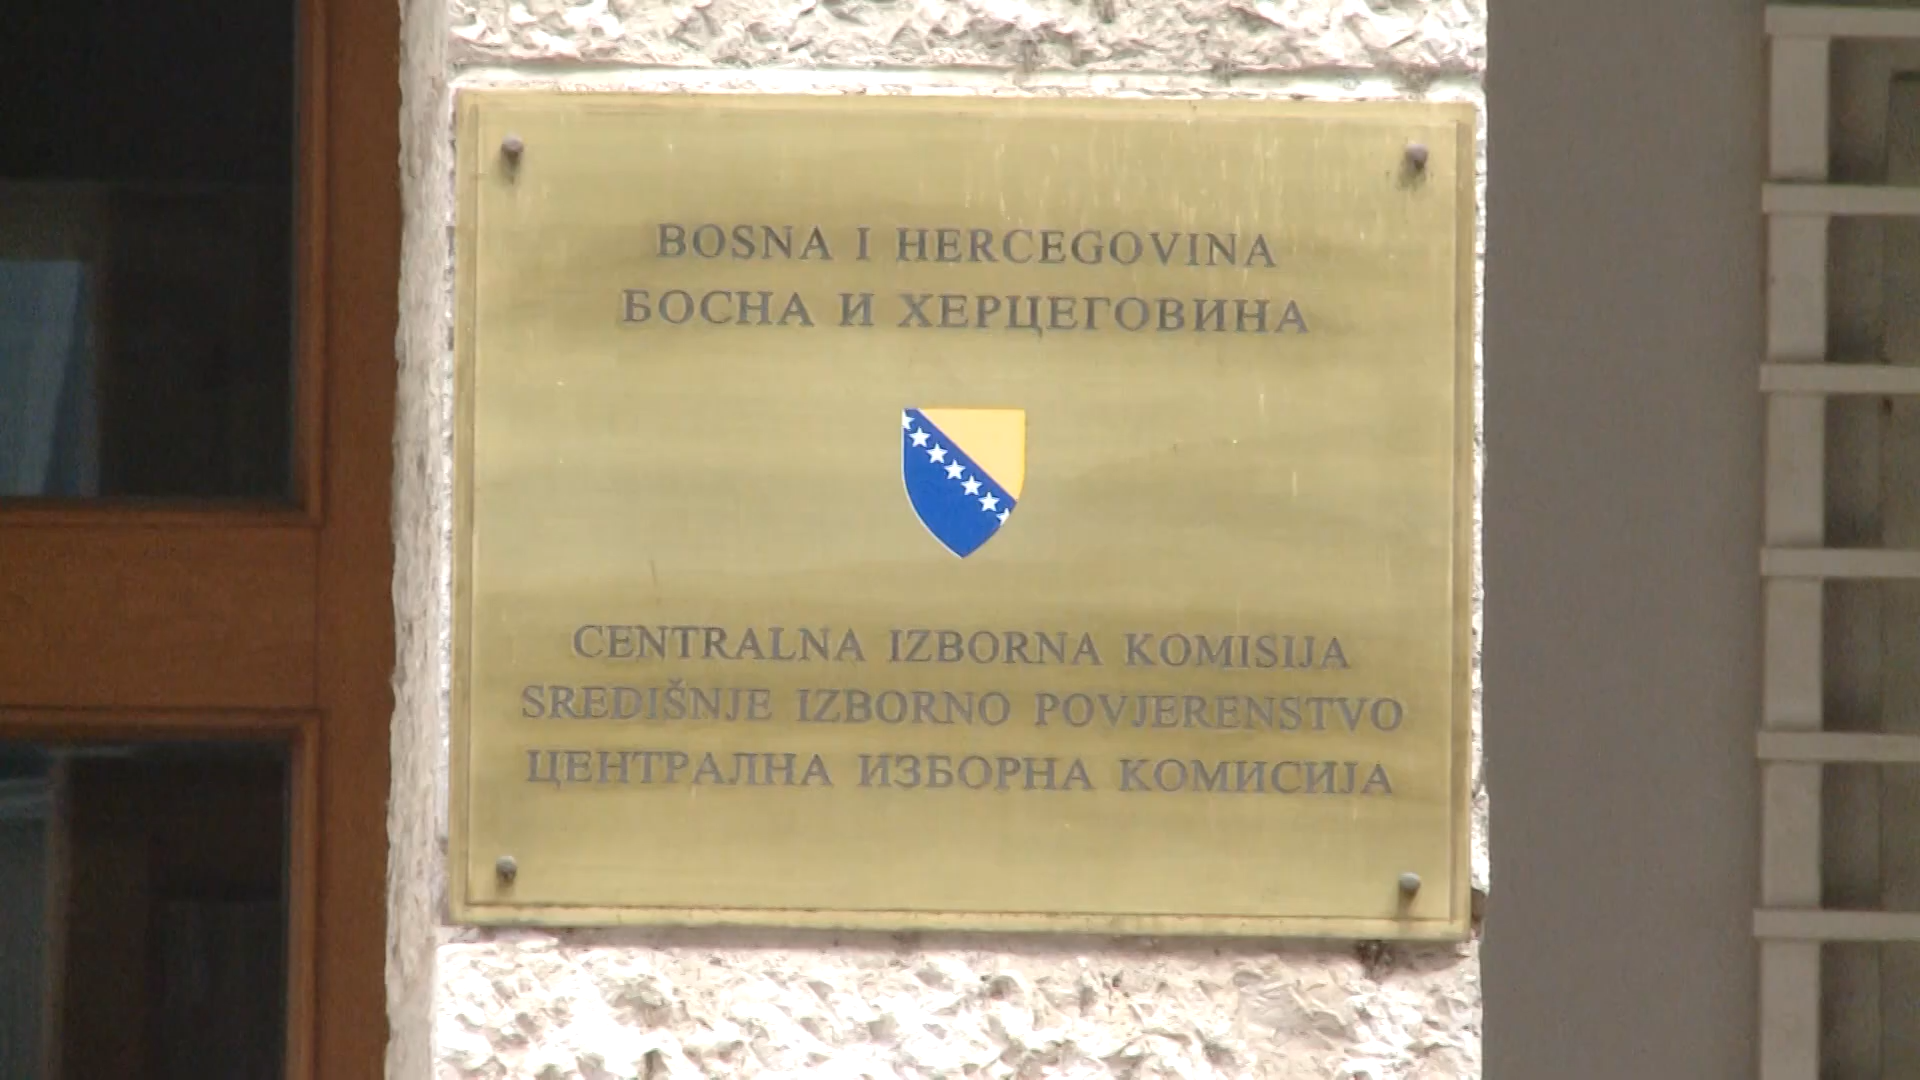 BOSNA I HERCEGOVINA
БОСНА И ХЕРЦЕГОВИНА
CENTRALNA IZBORNA KOMISIJA
SREDIŠNJE IZBORNO POVJERENSTVO
ЦЕНТРАЛНА ИЗБОРНА КОМИСИЈА